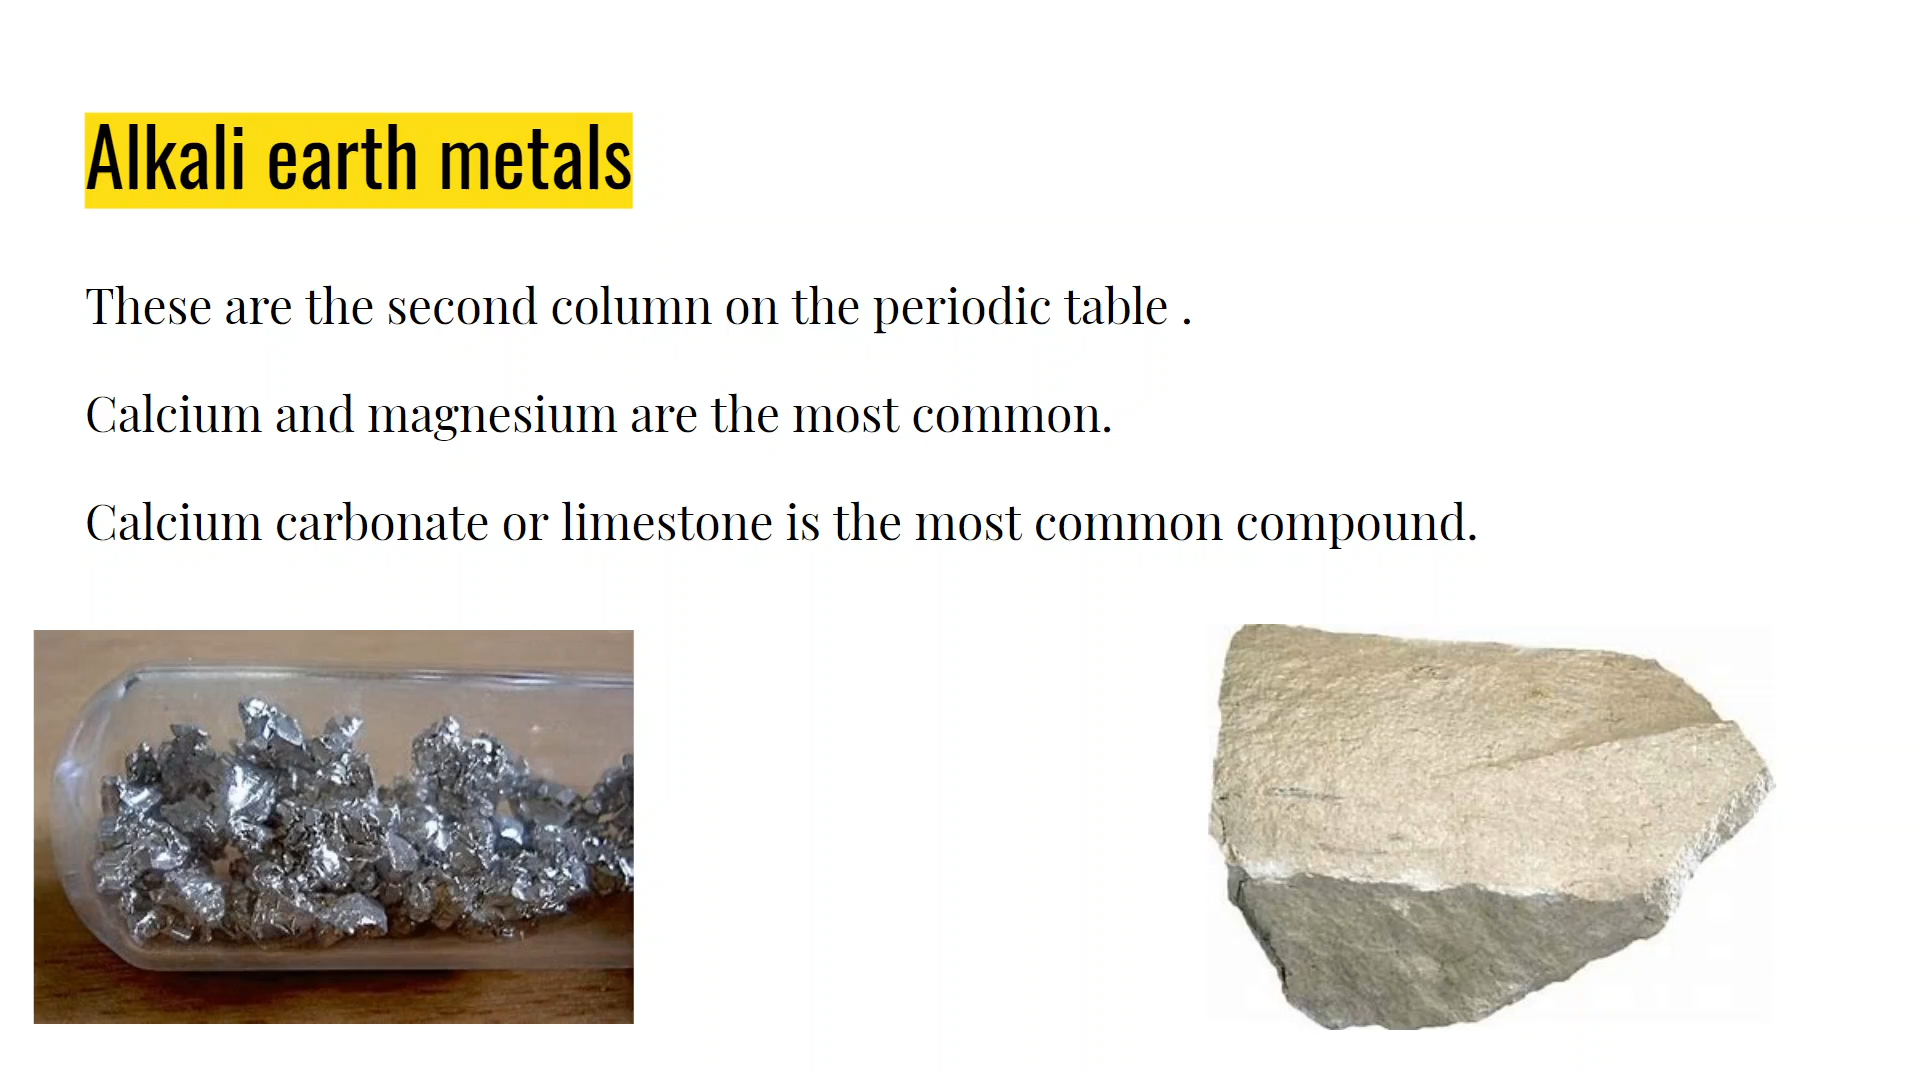 Alkali earth metals
These are the second column on the periodic table .
Calcium and magnesium are the most common.
Calcium carbonate or limestone is the most common compound.